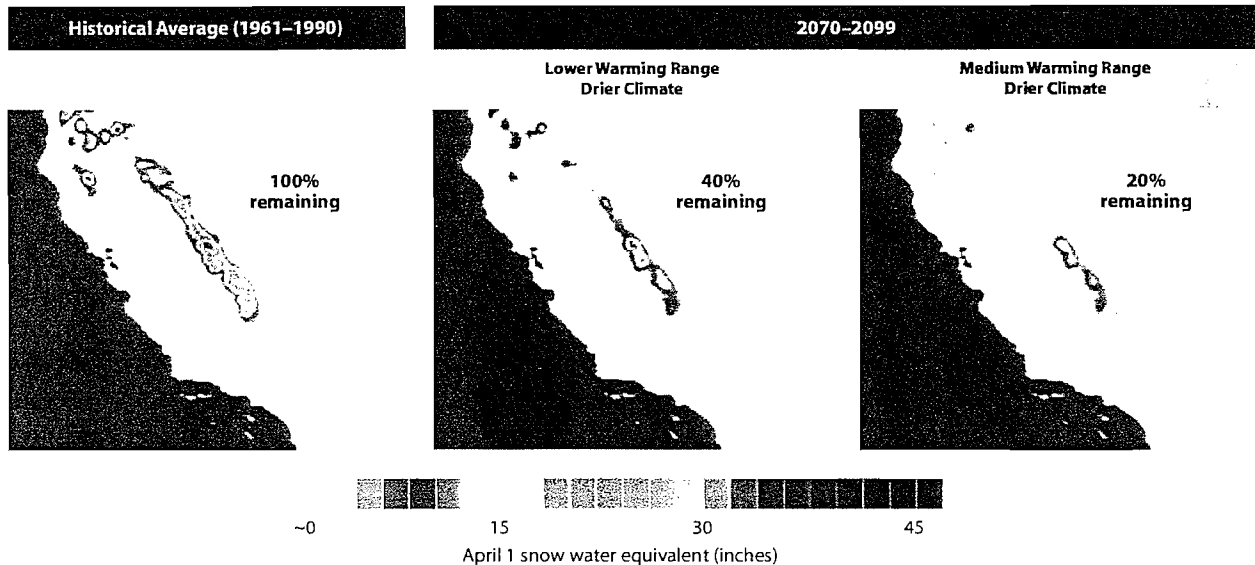 Historical Average (1961–1990)
2070–2099
Lower Warming Range
Drier Climate
Medium Warming Range
Drier Climate
100%
remaining
40%
remaining
20%
remaining
~0 15 30 45
April 1 snow water equivalent (inches)